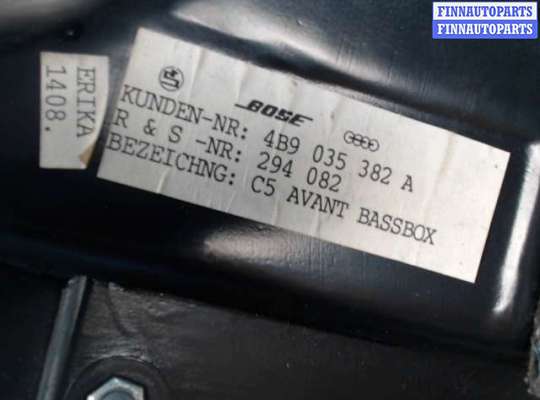 FINNAUTOPARTS
FINNAUTOPARTS
ERIKA
1408.
BOSE
KUNDEN-NR: 4B9 035 382 A
R & S -NR: 294 082
BEZEICHNG: C5 AVANT BASSBOX